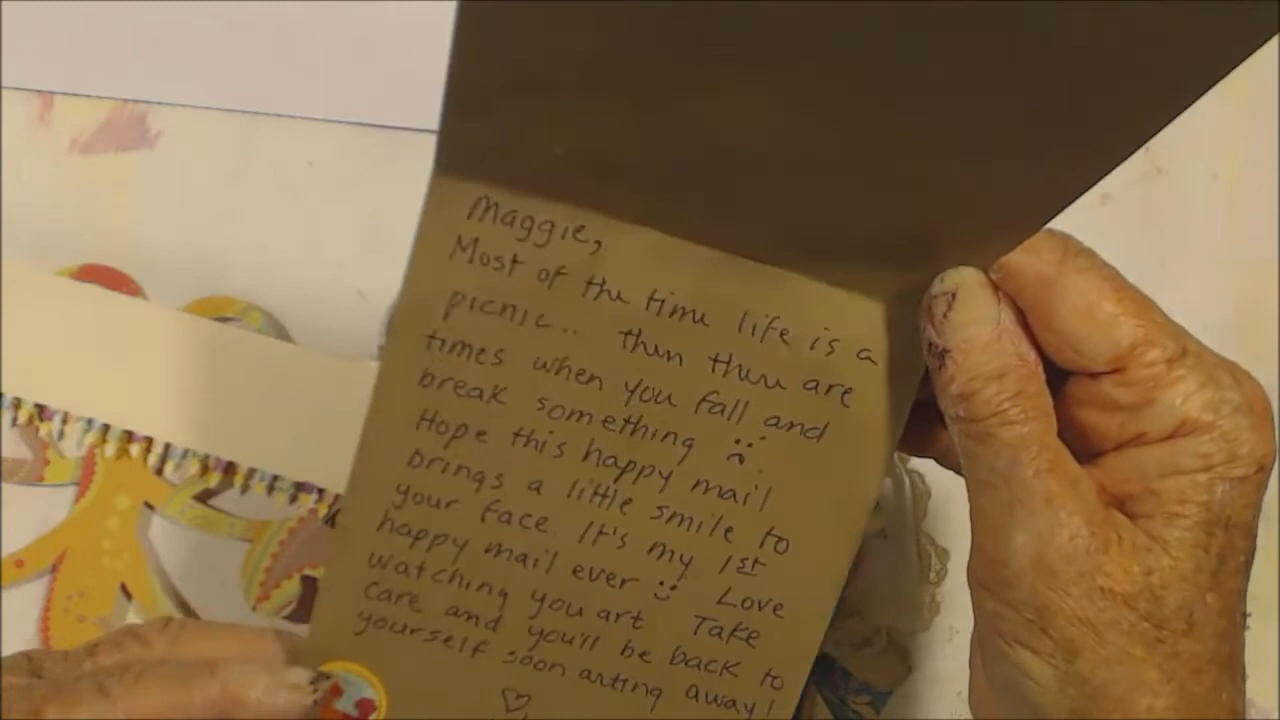 Maggie,
Most of the time life is a
picnic.. then there are
times when you fall and
break something :(
Hope this happy mail
brings a little smile to
your face. It's my 1st
happy mail ever :) Love
watching you art Take
care and you'll be back to
yourself soon arting away!
♡